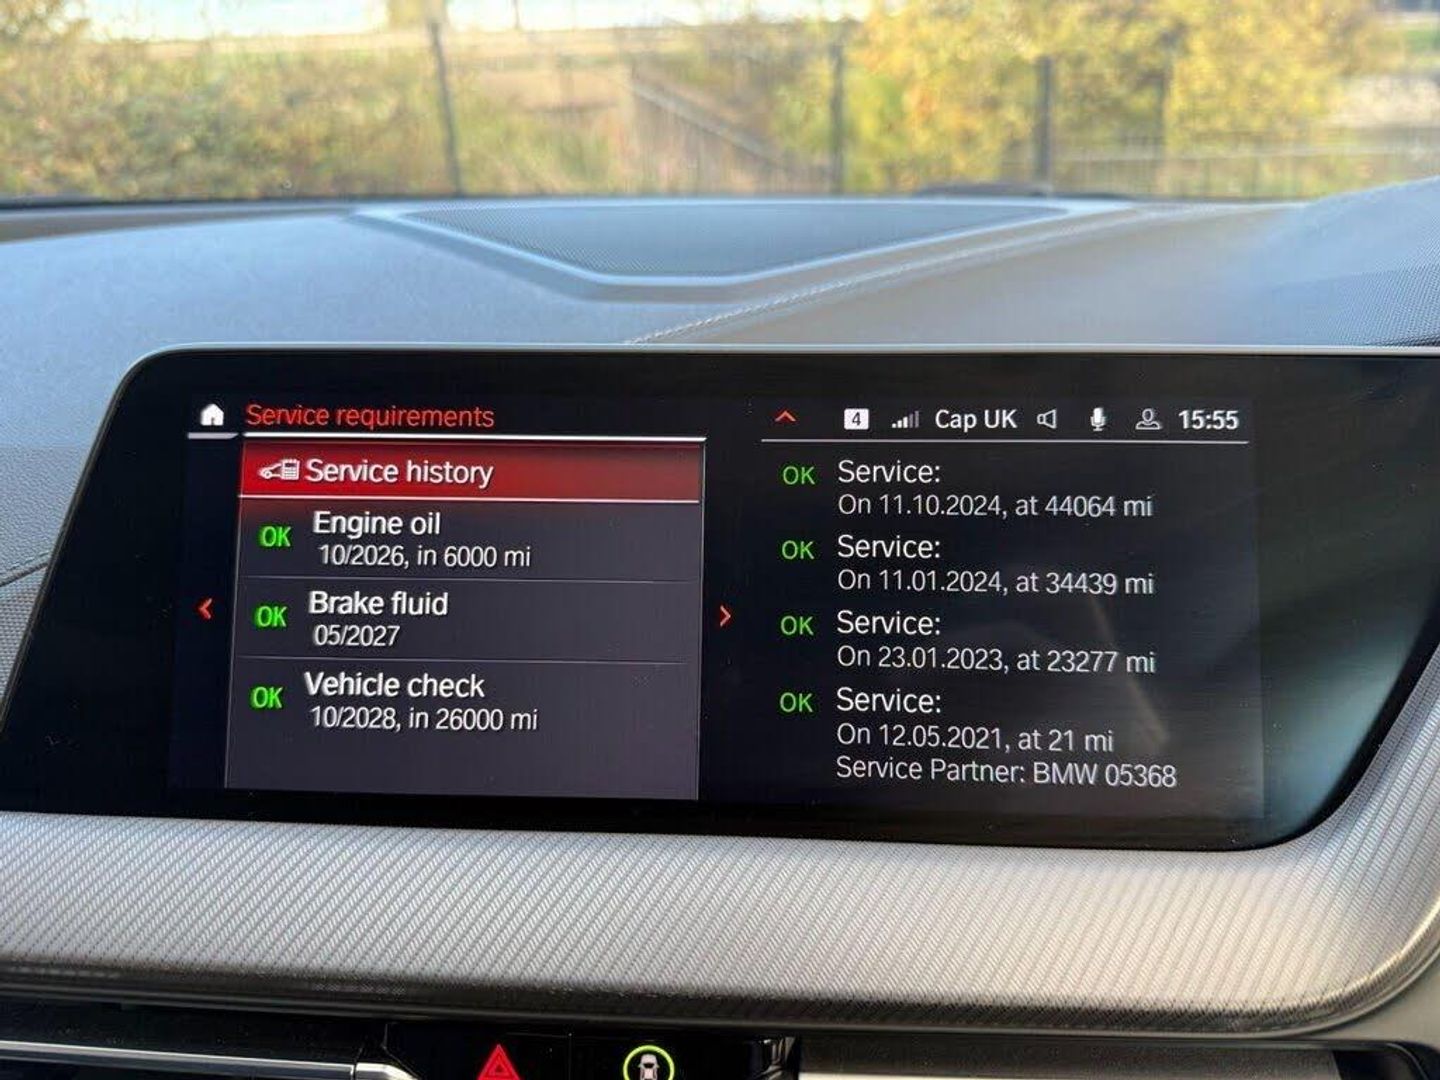 Service requirements
4 Cap UK 15:55
Service history
OK Engine oil
10/2026, in 6000 mi
OK Brake fluid
05/2027
OK Vehicle check
10/2028, in 26000 mi
OK Service:
On 11.10.2024, at 44064 mi
OK Service:
On 11.01.2024, at 34439 mi
OK Service:
On 23.01.2023, at 23277 mi
OK Service:
On 12.05.2021, at 21 mi
Service Partner: BMW 05368